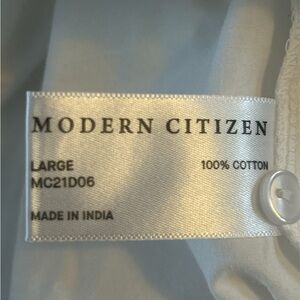 MODERN CITIZEN
LARGE 100% COTTON
MC21D06
MADE IN INDIA